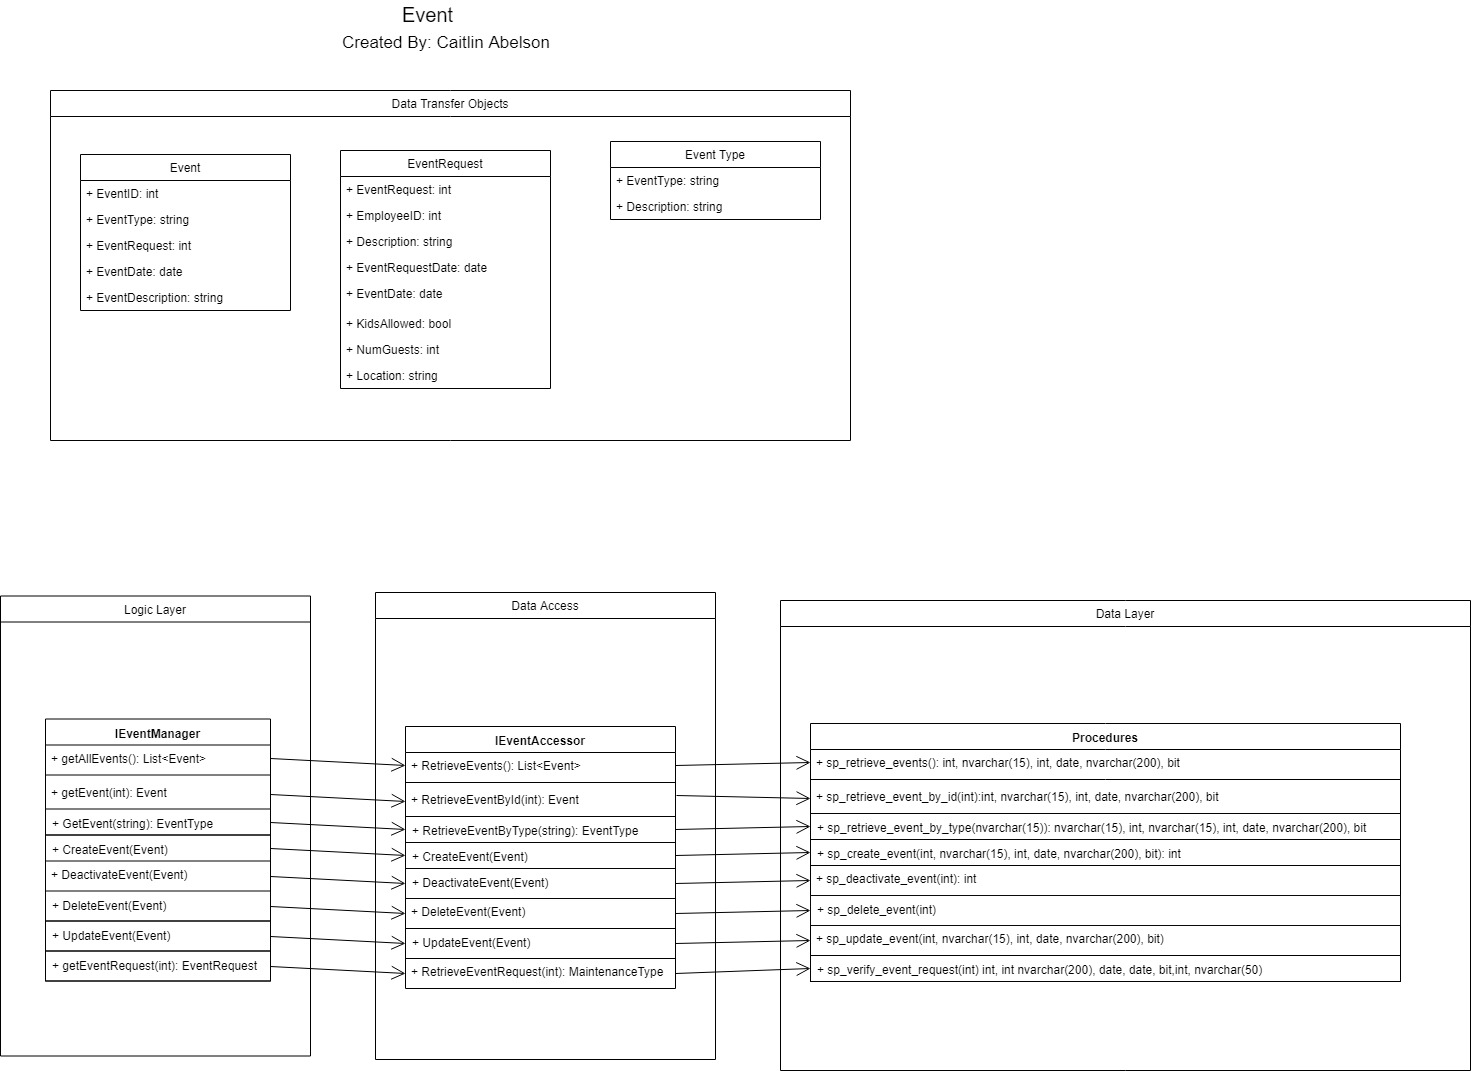 Event
Created By: Caitlin Abelson
Data Transfer Objects
Event
+ EventID: int
+ EventType: string
+ EventRequest: int
+ EventDate: date
+ EventDescription: string
EventRequest
+ EventRequest: int
+ EmployeeID: int
+ Description: string
+ EventRequestDate: date
+ EventDate: date
+ KidsAllowed: bool
+ NumGuests: int
+ Location: string
Event Type
+ EventType: string
+ Description: string
Logic Layer
IEventManager
+ getAllEvents(): List<Event>
+ getEvent(int): Event
+ GetEvent(string): EventType
+ CreateEvent(Event)
+ DeactivateEvent(Event)
+ DeleteEvent(Event)
+ UpdateEvent(Event)
+ getEventRequest(int): EventRequest
Data Access
IEventAccessor
+ RetrieveEvents(): List<Event>
+ RetrieveEventById(int): Event
+ RetrieveEventByType(string): EventType
+ CreateEvent(Event)
+ DeactivateEvent(Event)
+ DeleteEvent(Event)
+ UpdateEvent(Event)
+ RetrieveEventRequest(int): MaintenanceType
Data Layer
Procedures
+ sp_retrieve_events(): int, nvarchar(15), int, date, nvarchar(200), bit
+ sp_retrieve_event_by_id(int):int, nvarchar(15), int, date, nvarchar(200), bit
+ sp_retrieve_event_by_type(nvarchar(15)): nvarchar(15), int, nvarchar(15), int, date, nvarchar(200), bit
+ sp_create_event(int, nvarchar(15), int, date, nvarchar(200), bit): int
+ sp_deactivate_event(int): int
+ sp_delete_event(int)
+ sp_update_event(int, nvarchar(15), int, date, nvarchar(200), bit)
+ sp_verify_event_request(int) int, int nvarchar(200), date, date, bit,int, nvarchar(50)